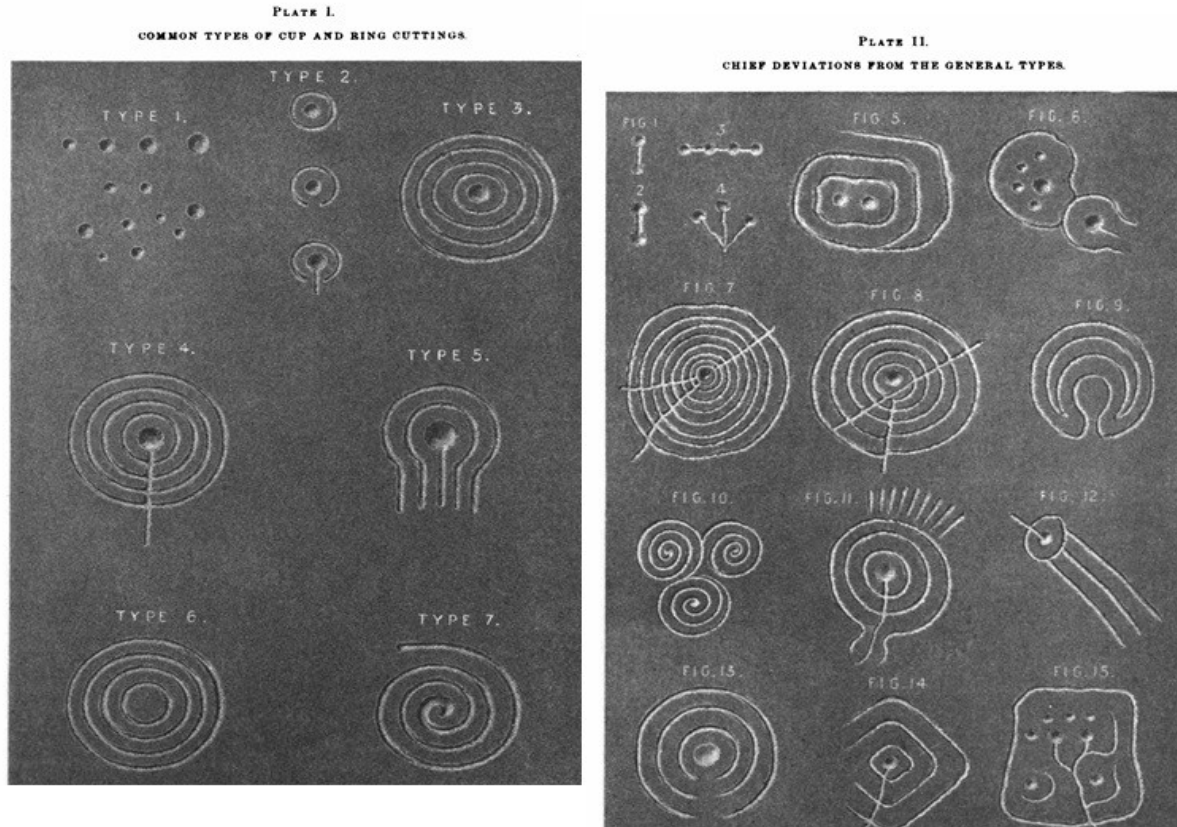 PLATE I.
COMMON TYPES OF CUP AND RING CUTTINGS.
TYPE 1.
TYPE 2.
TYPE 3.
TYPE 4.
TYPE 5.
TYPE 6.
TYPE 7.
PLATE II.
CHIEF DEVIATIONS FROM THE GENERAL TYPES.
FIG. 1
3
FIG. 5.
FIG. 6.
2
4
FIG. 7
FIG. 8.
FIG. 9.
FIG. 10.
FIG. 11.
FIG. 12.
FIG. 13.
FIG. 14.
FIG. 15.